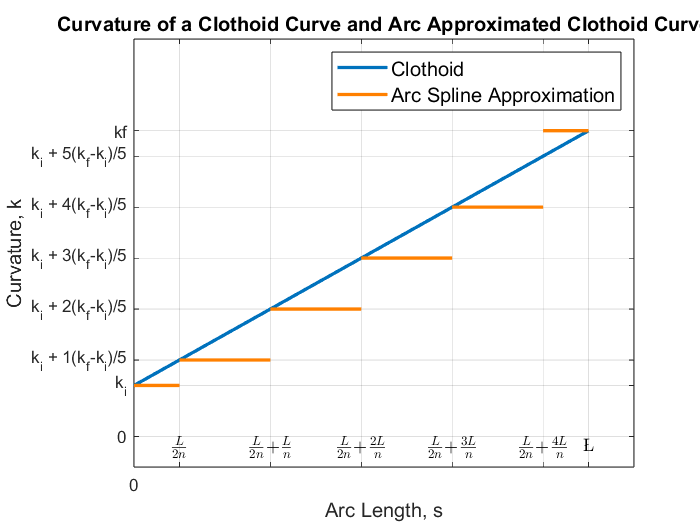 Curvature of a Clothoid Curve and Arc Approximated Clothoid Curv
Clothoid
Arc Spline Approximation
Curvature, k
kf
k_i + 5(k_f-k_i)/5
k_i + 4(k_f-k_i)/5
k_i + 3(k_f-k_i)/5
k_i + 2(k_f-k_i)/5
k_i + 1(k_f-k_i)/5
k_i
0
L/2n L/2n + L/n L/2n + 2L/n L/2n + 3L/n L/2n + 4L/n Ł
0
Arc Length, s